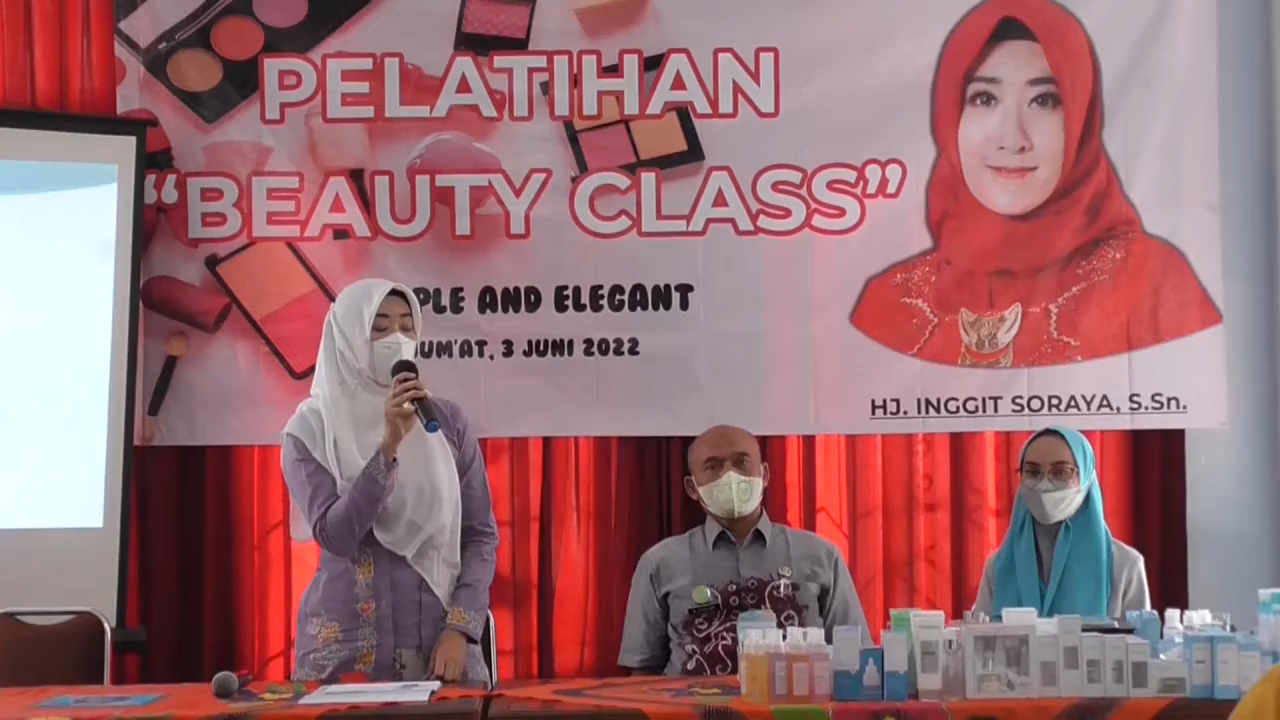 PELATIHAN
“BEAUTY CLASS”
PLE AND ELEGANT
UM'AT, 3 JUNI 2022
HJ. INGGIT SORAYA, S.Sn.